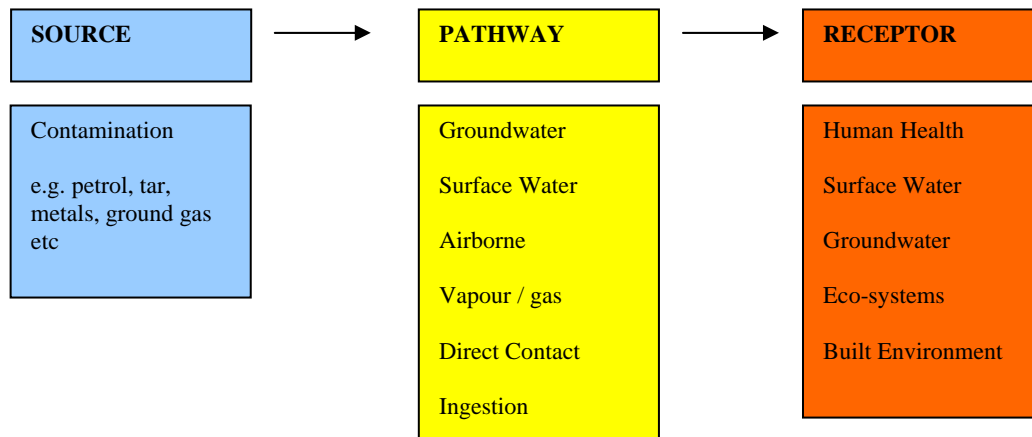 SOURCE
PATHWAY
RECEPTOR
Contamination
e.g. petrol, tar,
metals, ground gas
etc
Groundwater
Surface Water
Airborne
Vapour / gas
Direct Contact
Ingestion
Human Health
Surface Water
Groundwater
Eco-systems
Built Environment